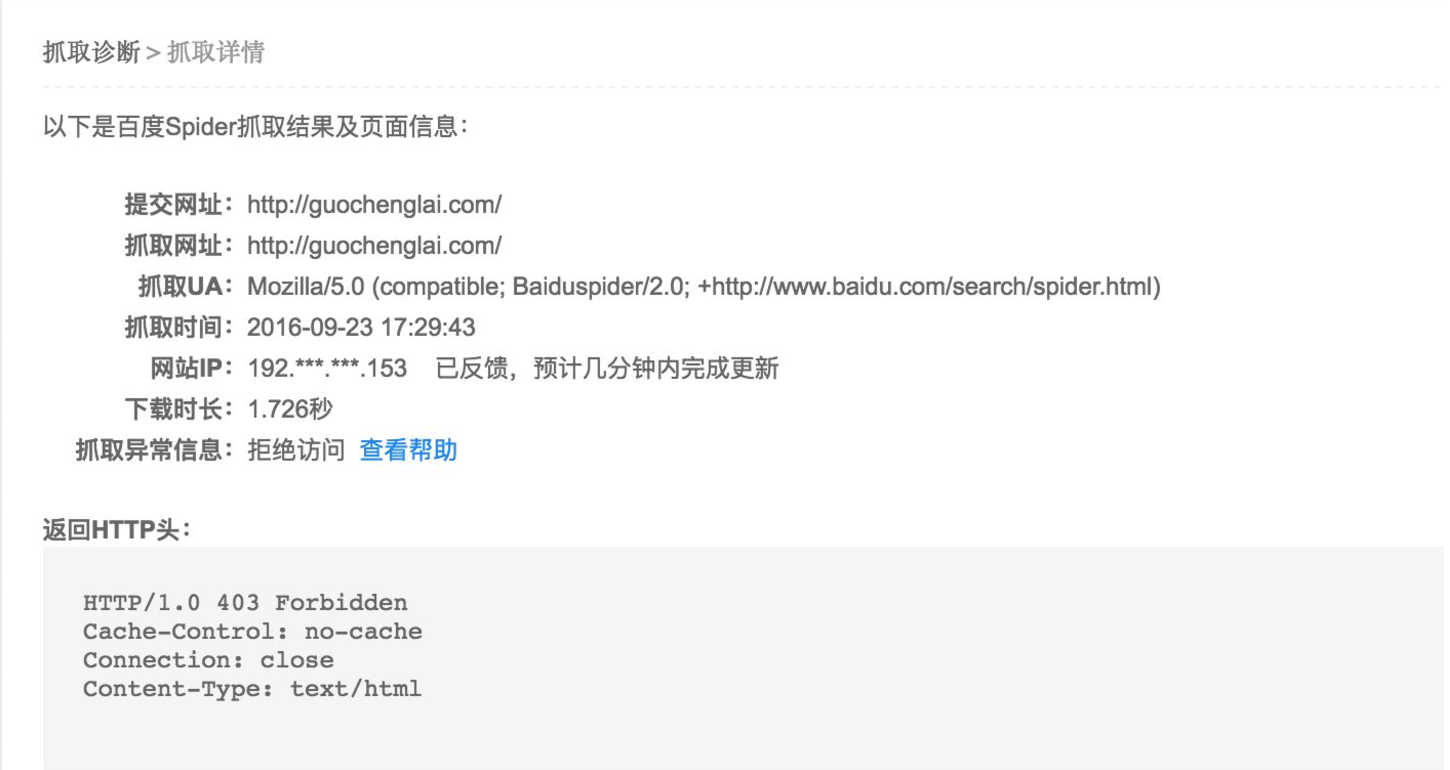 抓取诊断 > 抓取详情
以下是百度Spider抓取结果及页面信息：
提交网址： http://guochenglai.com/
抓取网址： http://guochenglai.com/
抓取UA： Mozilla/5.0 (compatible; Baiduspider/2.0; +http://www.baidu.com/search/spider.html)
抓取时间： 2016-09-23 17:29:43
网站IP： 192.***.***.153 已反馈，预计几分钟内完成更新
下载时长： 1.726秒
抓取异常信息： 拒绝访问 查看帮助
返回HTTP头：
HTTP/1.0 403 Forbidden
Cache-Control: no-cache
Connection: close
Content-Type: text/html